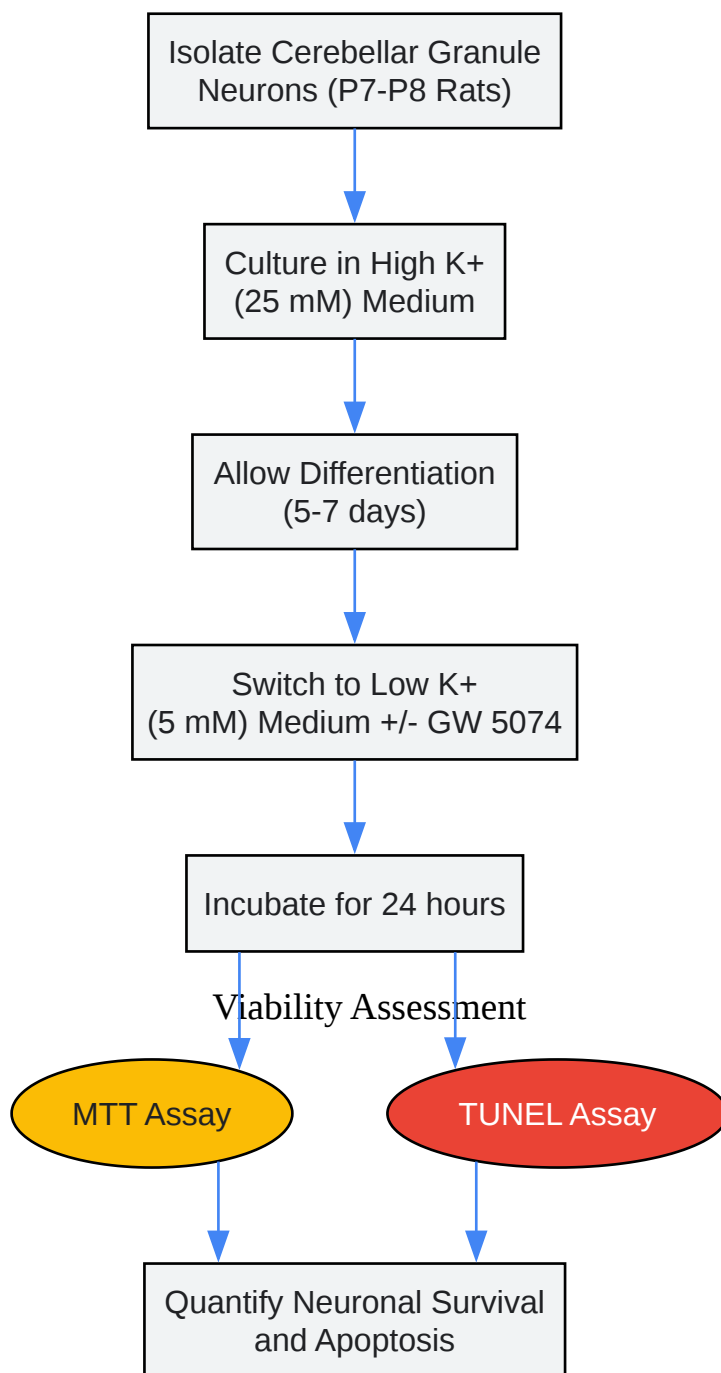 Isolate Cerebellar Granule
Neurons (P7-P8 Rats)
Culture in High K+
(25 mM) Medium
Allow Differentiation
(5-7 days)
Switch to Low K+
(5 mM) Medium +/- GW 5074
Incubate for 24 hours
Viability Assessment
MTT Assay
TUNEL Assay
Quantify Neuronal Survival
and Apoptosis